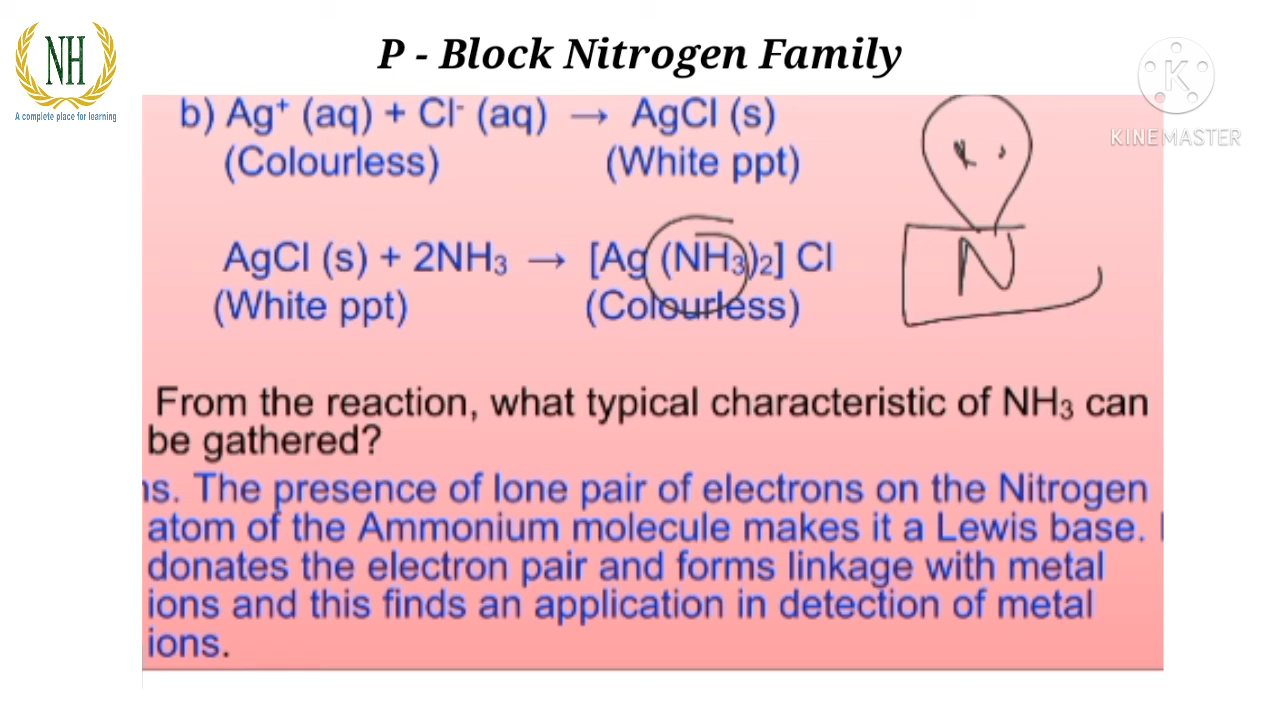 NH
A complete place for learning
P - Block Nitrogen Family
K
KINEMASTER
b) Ag⁺ (aq) + Cl⁻ (aq) → AgCl (s)
(Colourless) (White ppt)
AgCl (s) + 2NH₃ → [Ag (NH₃)₂] Cl
(White ppt) (Colourless)
N
From the reaction, what typical characteristic of NH₃ can
be gathered?
ns. The presence of lone pair of electrons on the Nitrogen
atom of the Ammonium molecule makes it a Lewis base.
donates the electron pair and forms linkage with metal
ions and this finds an application in detection of metal
ions.